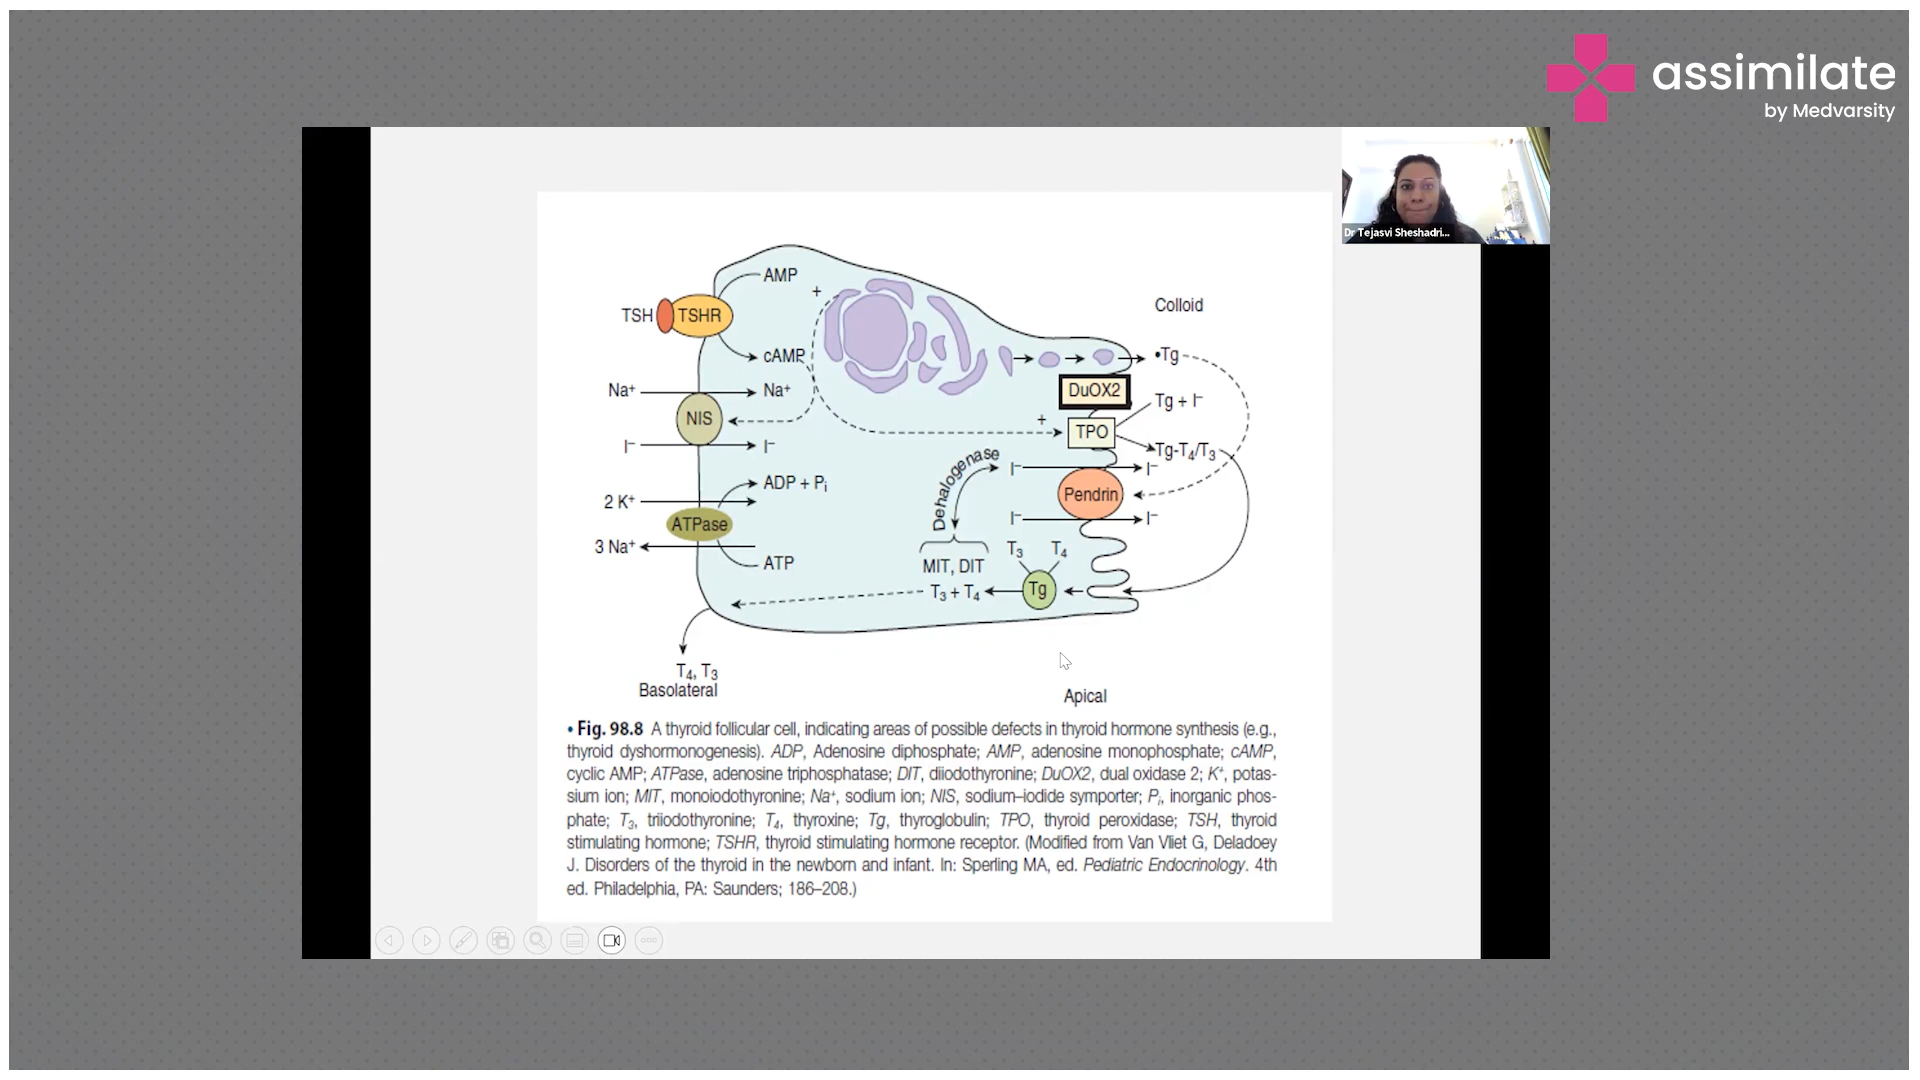 assimilate
by Medvarsity
Dr Tejasvi Sheshadri...
AMP
+
TSH
TSHR
Colloid
cAMP
•Tg
Na⁺
Na⁺
DuOX2
Tg + I⁻
NIS
+
TPO
I⁻
I⁻
Tg-T₄/T₃
Dehalogenase
I⁻
I⁻
ADP + Pᵢ
Pendrin
2 K⁺
ATPase
I⁻
I⁻
3 Na⁺
T₃
T₄
ATP
MIT, DIT
T₃ + T₄
Tg
T₄, T₃
Basolateral
Apical
• Fig. 98.8 A thyroid follicular cell, indicating areas of possible defects in thyroid hormone synthesis (e.g.,
thyroid dyshormonogenesis). ADP, Adenosine diphosphate; AMP, adenosine monophosphate; cAMP,
cyclic AMP; ATPase, adenosine triphosphatase; DIT, diiodothyronine; DuOX2, dual oxidase 2; K⁺, potas-
sium ion; MIT, monoiodothyronine; Na⁺, sodium ion; NIS, sodium–iodide symporter; Pᵢ, inorganic phos-
phate; T₃, triiodothyronine; T₄, thyroxine; Tg, thyroglobulin; TPO, thyroid peroxidase; TSH, thyroid
stimulating hormone; TSHR, thyroid stimulating hormone receptor. (Modified from Van Vliet G, Deladoey
J. Disorders of the thyroid in the newborn and infant. In: Sperling MA, ed. Pediatric Endocrinology. 4th
ed. Philadelphia, PA: Saunders; 186–208.)